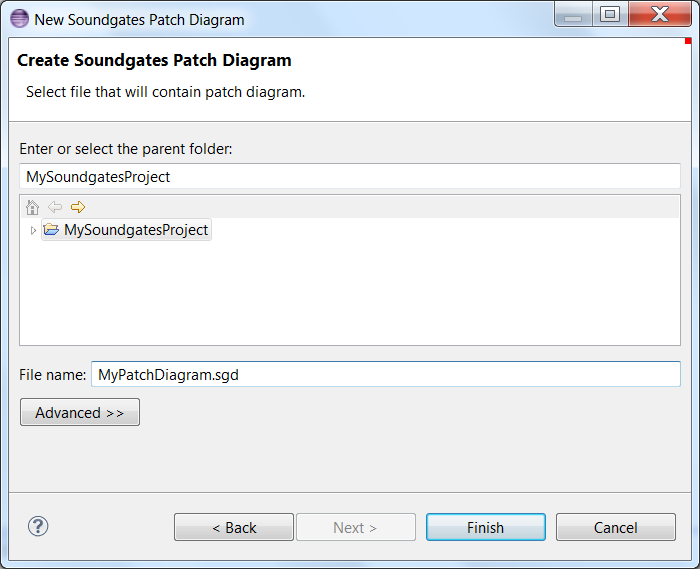 New Soundgates Patch Diagram
Create Soundgates Patch Diagram
Select file that will contain patch diagram.
Enter or select the parent folder:
MySoundgatesProject
MySoundgatesProject
File name: MyPatchDiagram.sgd
Advanced >>
? < Back Next > Finish Cancel